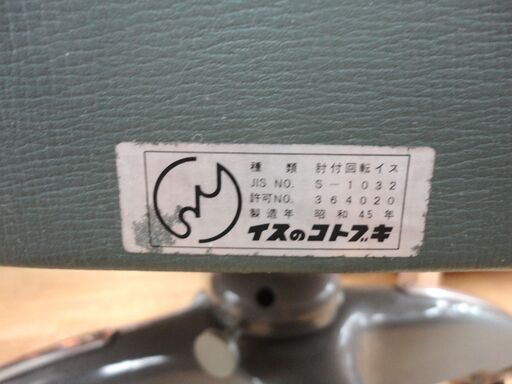 種類 肘付回転イス
JIS NO. S-1032
許可NO. 364020
製造年 昭和45年
イスのコトブキ